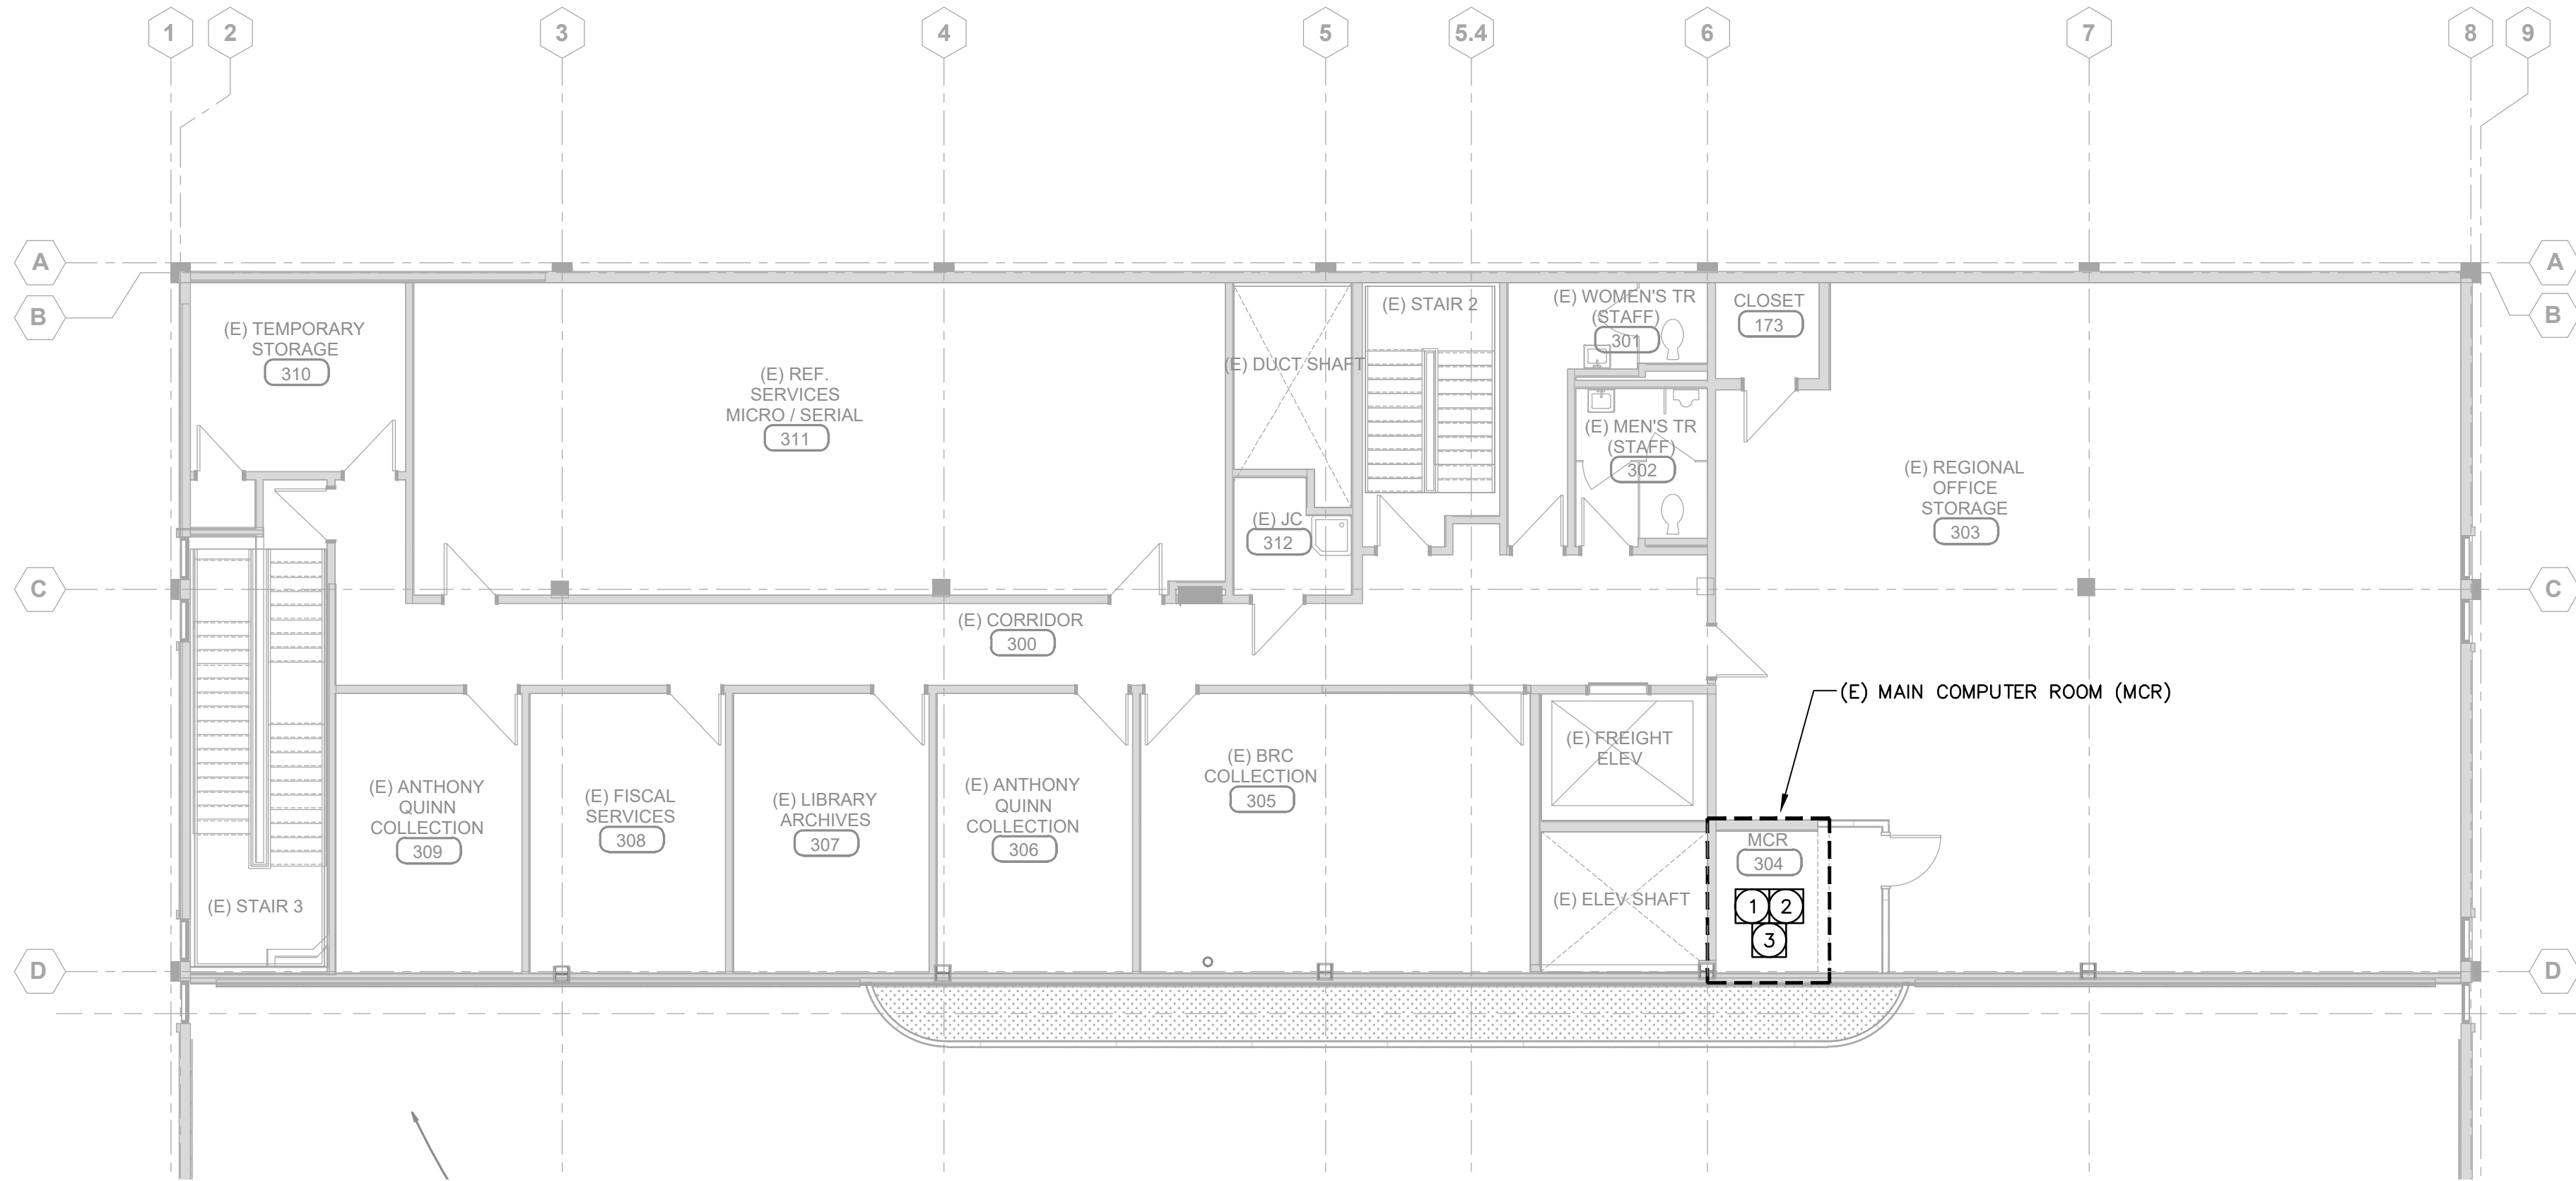 1
2
3
4
5
5.4
6
7
8
9
A
A
B
B
(E) TEMPORARY
STORAGE
310
(E) REF.
SERVICES
MICRO / SERIAL
311
(E) DUCT SHAFT
(E) STAIR 2
(E) WOMEN'S TR
(STAFF)
301
CLOSET
173
(E) MEN'S TR
(STAFF)
302
(E) REGIONAL
OFFICE
STORAGE
303
(E) JC
312
C
C
(E) CORRIDOR
300
(E) MAIN COMPUTER ROOM (MCR)
(E) ANTHONY
QUINN
COLLECTION
309
(E) FISCAL
SERVICES
308
(E) LIBRARY
ARCHIVES
307
(E) ANTHONY
QUINN
COLLECTION
306
(E) BRC
COLLECTION
305
(E) FREIGHT
ELEV
MCR
304
(E) STAIR 3
(E) ELEV SHAFT
1
2
3
D
D